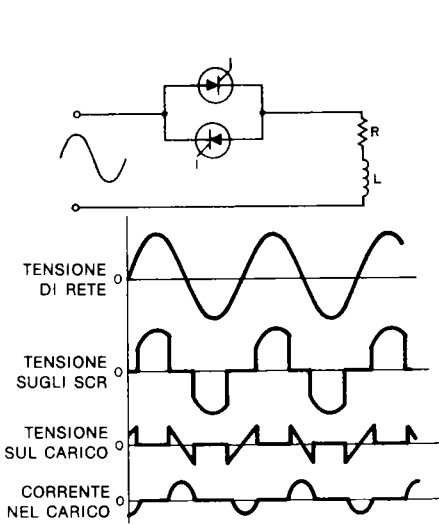 R
L
TENSIONE
DI RETE
0
TENSIONE
SUGLI SCR
0
TENSIONE
SUL CARICO
0
CORRENTE
NEL CARICO
0